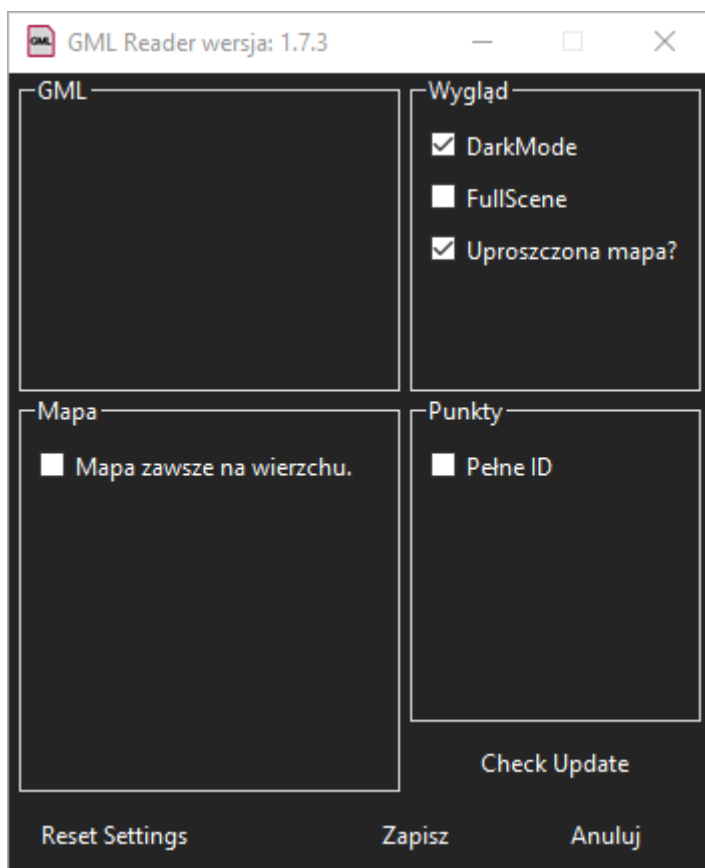 GML GML Reader wersja: 1.7.3
GML
Wygląd
DarkMode
FullScene
Uproszczona mapa?
Mapa
Mapa zawsze na wierzchu.
Punkty
Pełne ID
Check Update
Reset Settings
Zapisz
Anuluj